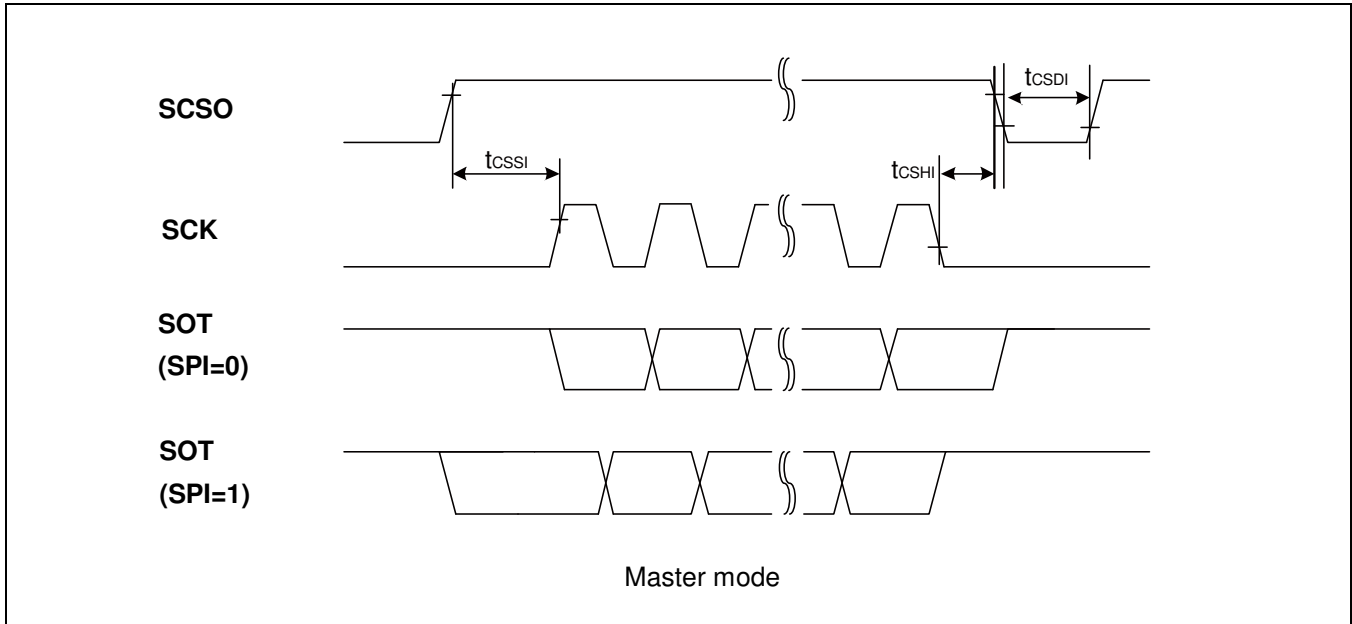 SCSO
tCSDI
tCSSI
tCSHI
SCK
SOT
(SPI=0)
SOT
(SPI=1)
Master mode